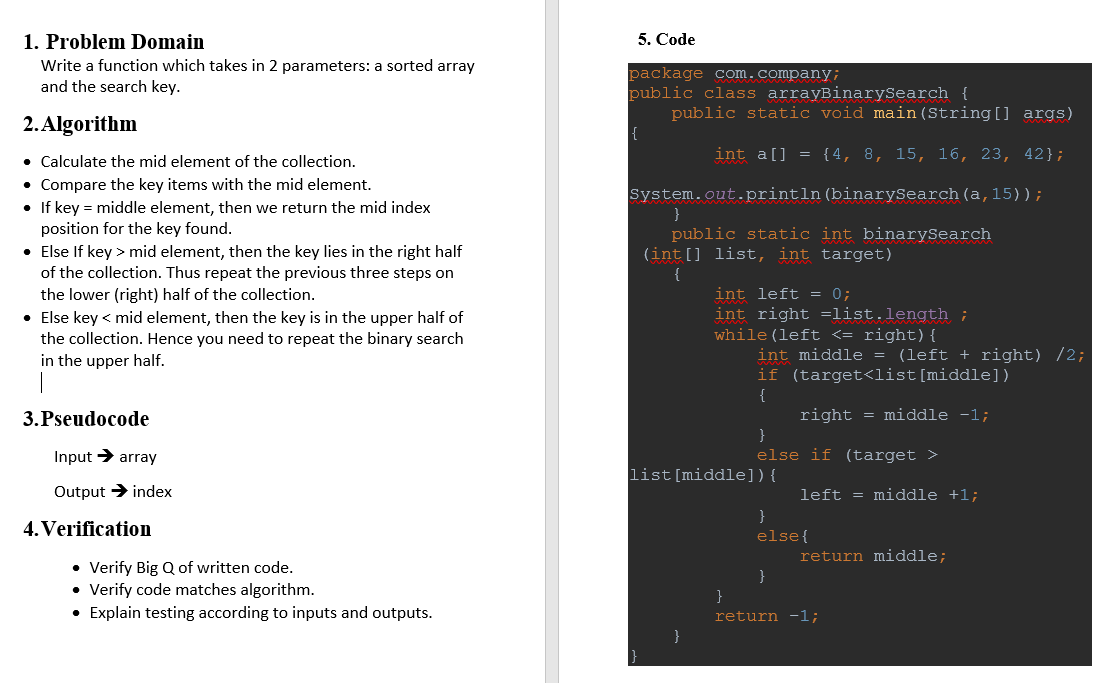 1. Problem Domain
Write a function which takes in 2 parameters: a sorted array
and the search key.
2.Algorithm
• Calculate the mid element of the collection.
• Compare the key items with the mid element.
• If key = middle element, then we return the mid index
position for the key found.
• Else If key > mid element, then the key lies in the right half
of the collection. Thus repeat the previous three steps on
the lower (right) half of the collection.
• Else key < mid element, then the key is in the upper half of
the collection. Hence you need to repeat the binary search
in the upper half.
3.Pseudocode
Input ➔ array
Output ➔ index
4.Verification
• Verify Big Q of written code.
• Verify code matches algorithm.
• Explain testing according to inputs and outputs.
5. Code
package com.company;
public class arrayBinarySearch {
    public static void main(String[] args)
{
        int a[] = {4, 8, 15, 16, 23, 42};
System.out.println(binarySearch(a,15));
    }
    public static int binarySearch
 (int[] list, int target)
    {
        int left = 0;
        int right =list.length ;
        while(left <= right){
            int middle = (left + right) /2;
            if (target<list[middle])
            {
                right = middle -1;
            }
            else if (target >
list[middle]){
                left = middle +1;
            }
            else{
                return middle;
            }
        }
        return -1;
    }
}